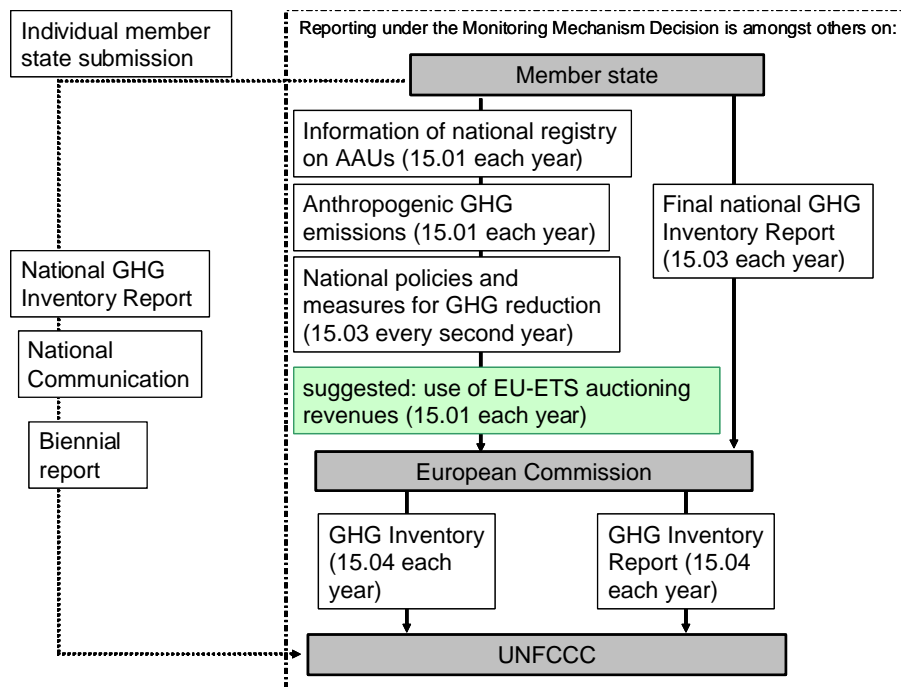 Individual member
state submission
Reporting under the Monitoring Mechanism Decision is amongst others on:
Member state
Information of national registry
on AAUs (15.01 each year)
Anthropogenic GHG
emissions (15.01 each year)
Final national GHG
Inventory Report
(15.03 each year)
National GHG
Inventory Report
National policies and
measures for GHG reduction
(15.03 every second year)
National
Communication
suggested: use of EU-ETS auctioning
revenues (15.01 each year)
Biennial
report
European Commission
GHG Inventory
(15.04 each
year)
GHG Inventory
Report (15.04
each year)
UNFCCC